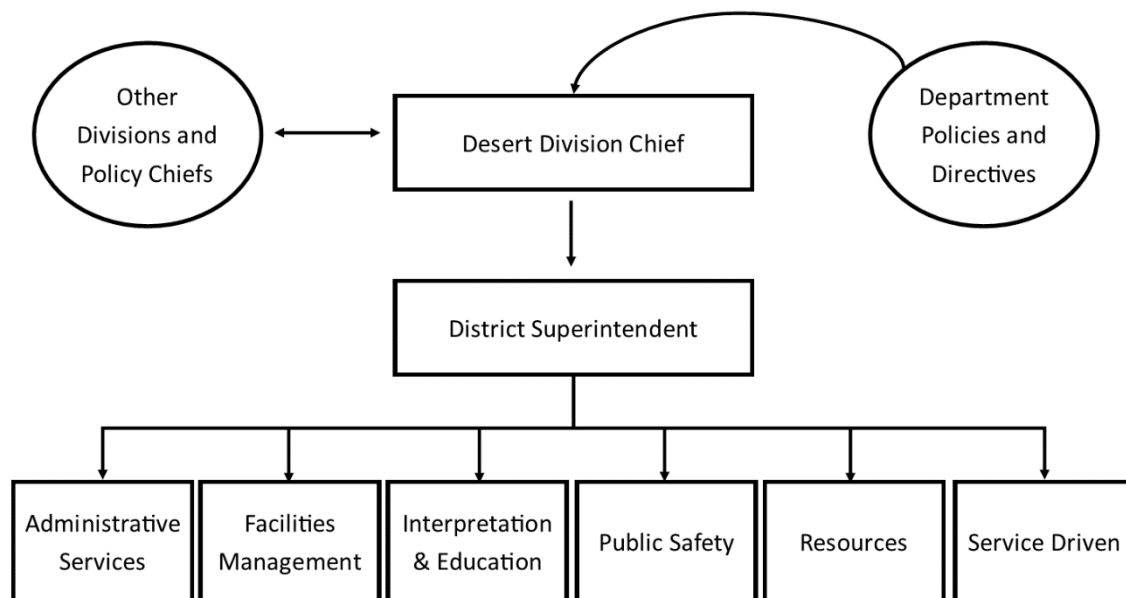 Other
Divisions and
Policy Chiefs
Desert Division Chief
Department
Policies and
Directives
District Superintendent
Administrative
Services
Facilities
Management
Interpretation
& Education
Public Safety
Resources
Service Driven